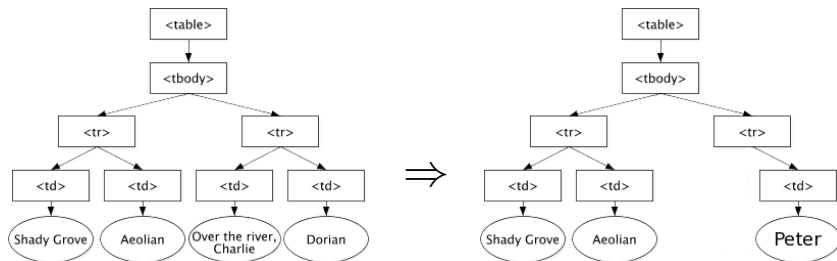 <table> <table>
<tbody> <tbody>
<tr> <tr> <tr> <tr>
<td> <td> <td> <td> ⇒ <td> <td> <td>
Shady Grove Aeolian Over the river, Dorian Shady Grove Aeolian Peter
Charlie